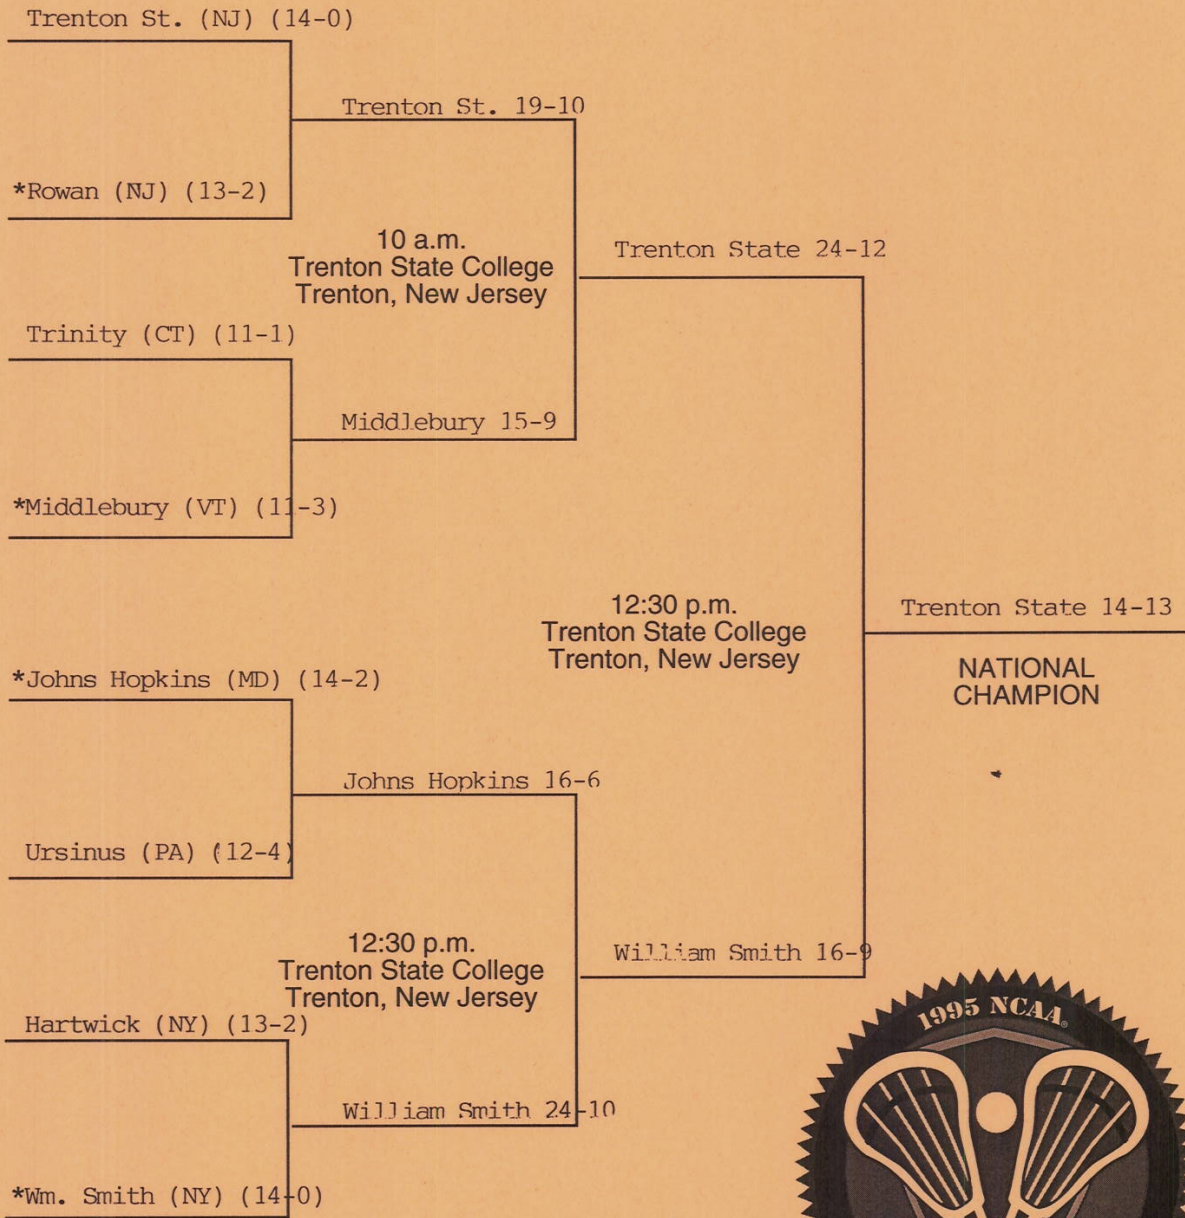 Trenton St. (NJ) (14-0)
Trenton St. 19-10
*Rowan (NJ) (13-2)
10 a.m.
Trenton State College
Trenton, New Jersey
Trenton State 24-12
Trinity (CT) (11-1)
Middlebury 15-9
*Middlebury (VT) (11-3)
12:30 p.m.
Trenton State College
Trenton, New Jersey
Trenton State 14-13
NATIONAL
CHAMPION
*Johns Hopkins (MD) (14-2)
Johns Hopkins 16-6
Ursinus (PA) (12-4)
12:30 p.m.
Trenton State College
Trenton, New Jersey
William Smith 16-9
Hartwick (NY) (13-2)
William Smith 24-10
*Wm. Smith (NY) (14-0)
1995 NCAA®